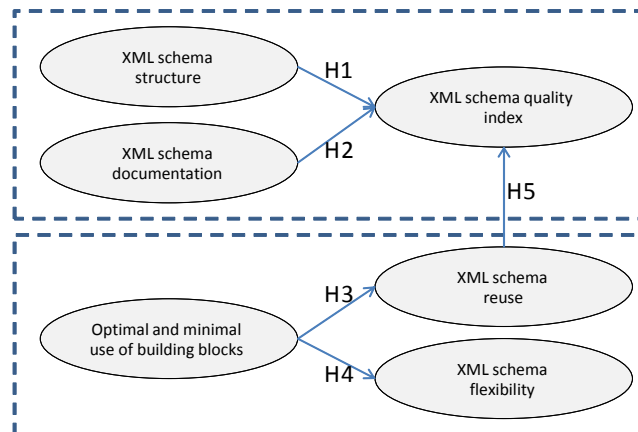 XML schema
structure
H1
XML schema quality
index
XML schema
documentation
H2
H5
Optimal and minimal
use of building blocks
H3
XML schema
reuse
H4
XML schema
flexibility